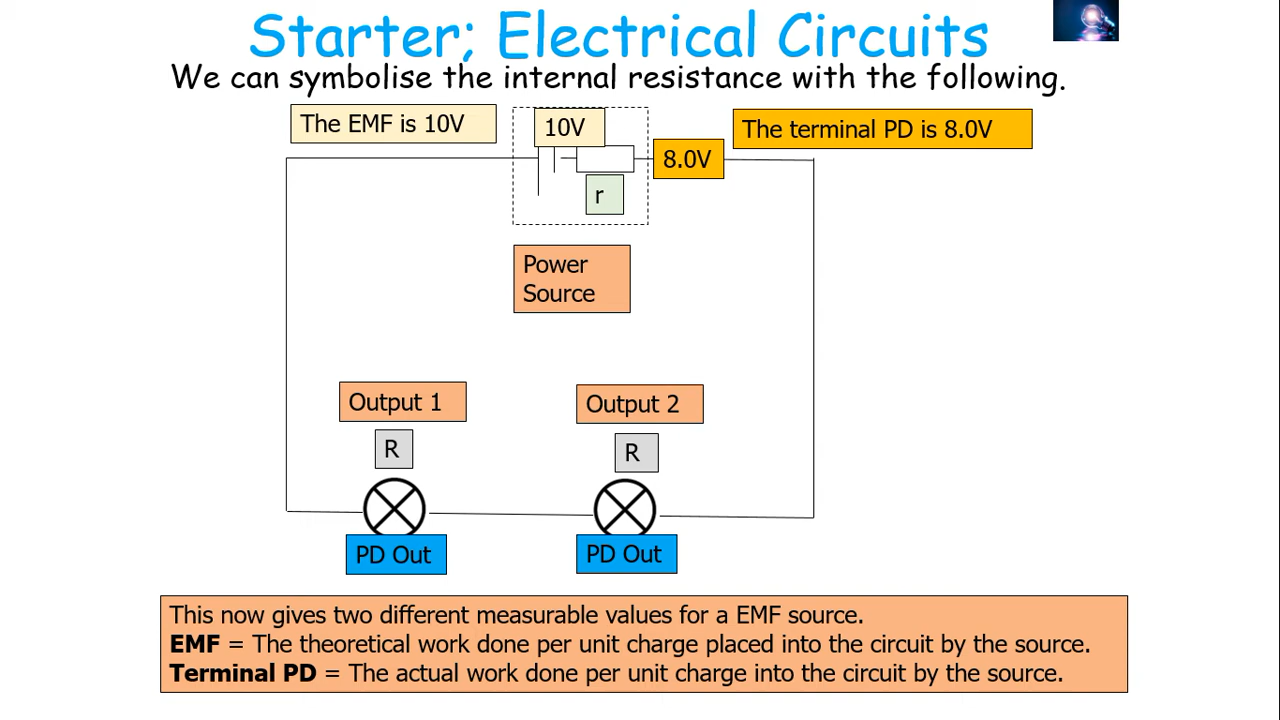 Starter; Electrical Circuits
We can symbolise the internal resistance with the following.
The EMF is 10V
10V
The terminal PD is 8.0V
8.0V
r
Power
Source
Output 1
Output 2
R
R
PD Out
PD Out
This now gives two different measurable values for a EMF source.
EMF = The theoretical work done per unit charge placed into the circuit by the source.
Terminal PD = The actual work done per unit charge into the circuit by the source.